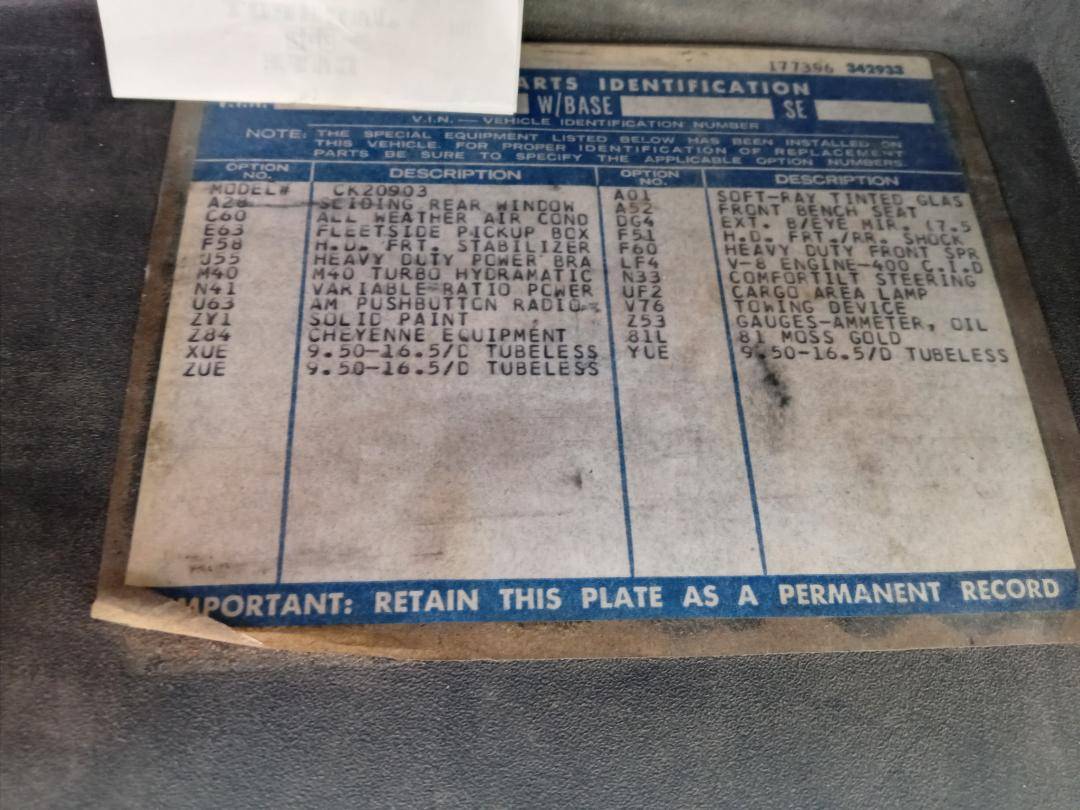 177396 342933
ARTS IDENTIFICATION
W/BASE SE
V.I.N. — VEHICLE IDENTIFICATION NUMBER
NOTE: THE SPECIAL EQUIPMENT LISTED BELOW HAS BEEN INSTALLED ON
THIS VEHICLE. FOR PROPER IDENTIFICATION OF REPLACEMENT
PARTS BE SURE TO SPECIFY THE APPLICABLE OPTION NUMBERS.
OPTION NO. DESCRIPTION OPTION NO. DESCRIPTION
MODEL# CK20903 A01 SOFT-RAY TINTED GLAS
A28 SLIDING REAR WINDOW A52 FRONT BENCH SEAT
C60 ALL WEATHER AIR COND DG4 EXT. B/EYE MIR. (7.5
E63 FLEETSIDE PICKUP BOX F51 H.D. FRT./RR. SHOCK
F58 H.D. FRT. STABILIZER F60 HEAVY DUTY FRONT SPR
J55 HEAVY DUTY POWER BRA LF4 V-8 ENGINE-400 C.I.D
M40 M40 TURBO HYDRAMATIC N33 COMFORTILT STEERING
N41 VARIABLE RATIO POWER UF2 CARGO AREA LAMP
U63 AM PUSHBUTTON RADIO V76 TOWING DEVICE
ZY1 SOLID PAINT Z53 GAUGES-AMMETER, OIL
Z84 CHEYENNE EQUIPMENT 81L 81 MOSS GOLD
XUE 9.50-16.5/D TUBELESS YUE 9.50-16.5/D TUBELESS
ZUE 9.50-16.5/D TUBELESS
IMPORTANT: RETAIN THIS PLATE AS A PERMANENT RECORD